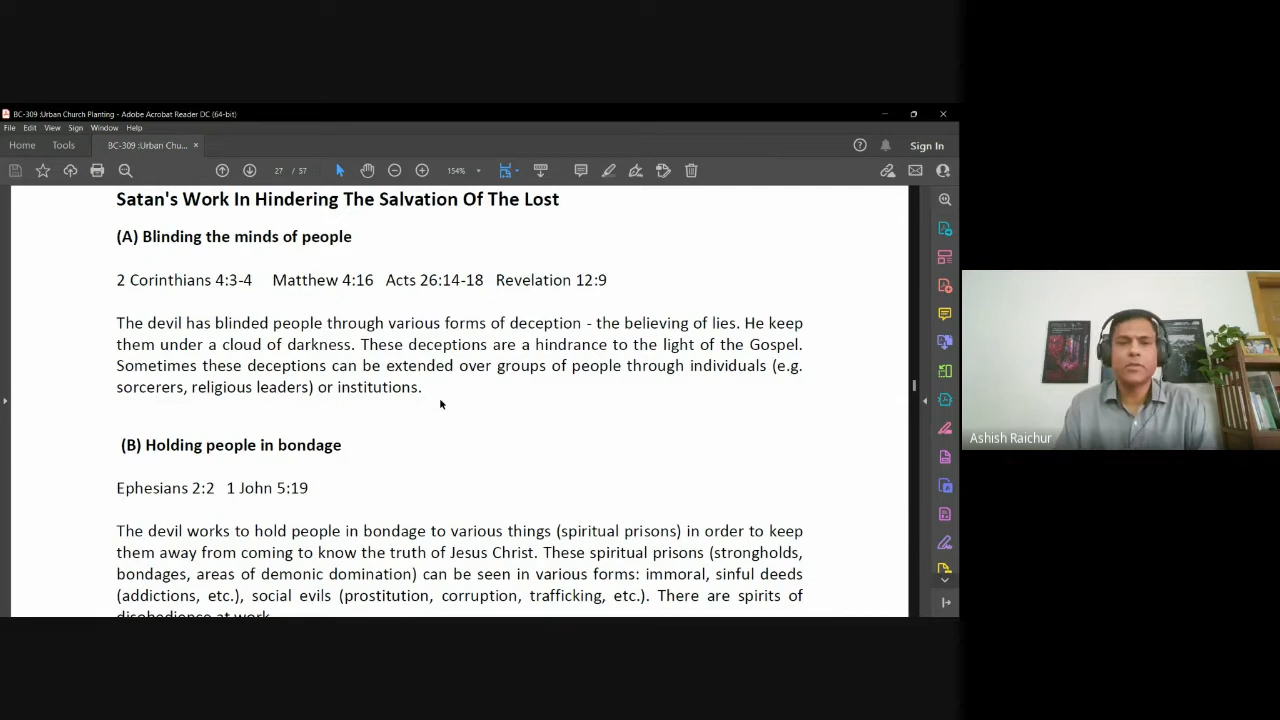 BC-309 :Urban Church Planting - Adobe Acrobat Reader DC (64-bit)
File Edit View Sign Window Help
Home Tools BC-309 :Urban Chu... × Sign In
27 / 57 154%
Satan's Work In Hindering The Salvation Of The Lost
(A) Blinding the minds of people
2 Corinthians 4:3-4 Matthew 4:16 Acts 26:14-18 Revelation 12:9
The devil has blinded people through various forms of deception - the believing of lies. He keep
them under a cloud of darkness. These deceptions are a hindrance to the light of the Gospel.
Sometimes these deceptions can be extended over groups of people through individuals (e.g.
sorcerers, religious leaders) or institutions.
(B) Holding people in bondage
Ephesians 2:2 1 John 5:19
The devil works to hold people in bondage to various things (spiritual prisons) in order to keep
them away from coming to know the truth of Jesus Christ. These spiritual prisons (strongholds,
bondages, areas of demonic domination) can be seen in various forms: immoral, sinful deeds
(addictions, etc.), social evils (prostitution, corruption, trafficking, etc.). There are spirits of
disobedience at work
Ashish Raichur